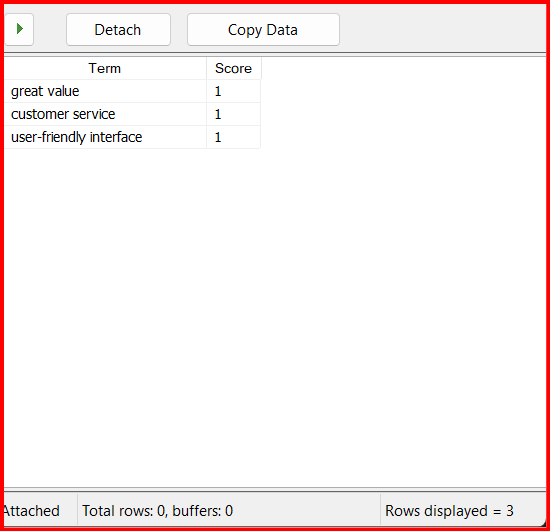 Detach Copy Data
Term Score
great value 1
customer service 1
user-friendly interface 1
Attached Total rows: 0, buffers: 0 Rows displayed = 3